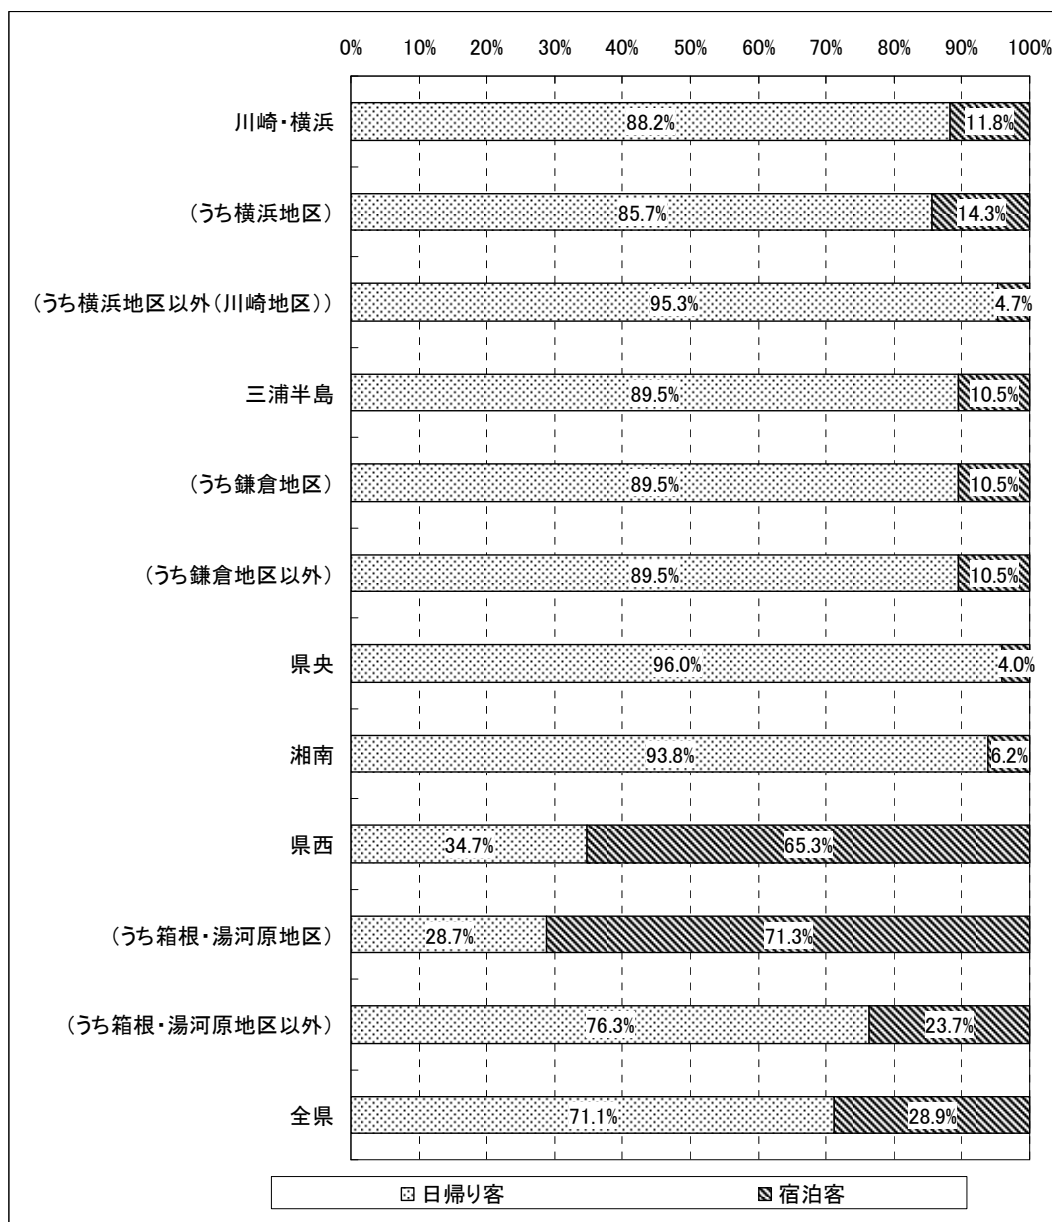 0% 10% 20% 30% 40% 50% 60% 70% 80% 90% 100%
川崎・横浜 88.2% 11.8%
(うち横浜地区) 85.7% 14.3%
(うち横浜地区以外(川崎地区)) 95.3% 4.7%
三浦半島 89.5% 10.5%
(うち鎌倉地区) 89.5% 10.5%
(うち鎌倉地区以外) 89.5% 10.5%
県央 96.0% 4.0%
湘南 93.8% 6.2%
県西 34.7% 65.3%
(うち箱根・湯河原地区) 28.7% 71.3%
(うち箱根・湯河原地区以外) 76.3% 23.7%
全県 71.1% 28.9%
日帰り客 宿泊客